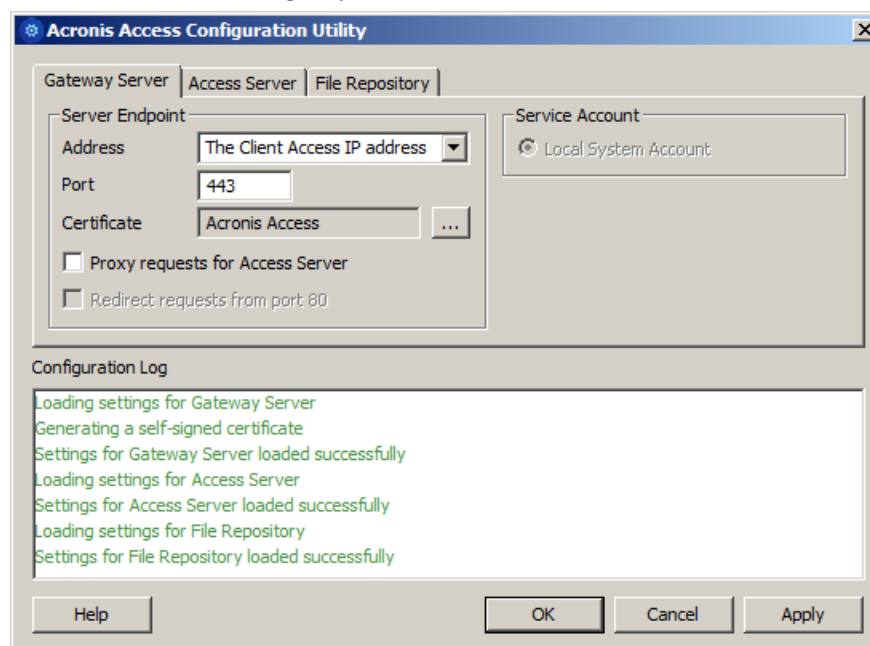 Acronis Access Configuration Utility
Gateway Server Access Server File Repository
Server Endpoint
Address The Client Access IP address
Port 443
Certificate Acronis Access ...
Proxy requests for Access Server
Redirect requests from port 80
Service Account
Local System Account
Configuration Log
Loading settings for Gateway Server
Generating a self-signed certificate
Settings for Gateway Server loaded successfully
Loading settings for Access Server
Settings for Access Server loaded successfully
Loading settings for File Repository
Settings for File Repository loaded successfully
Help OK Cancel Apply